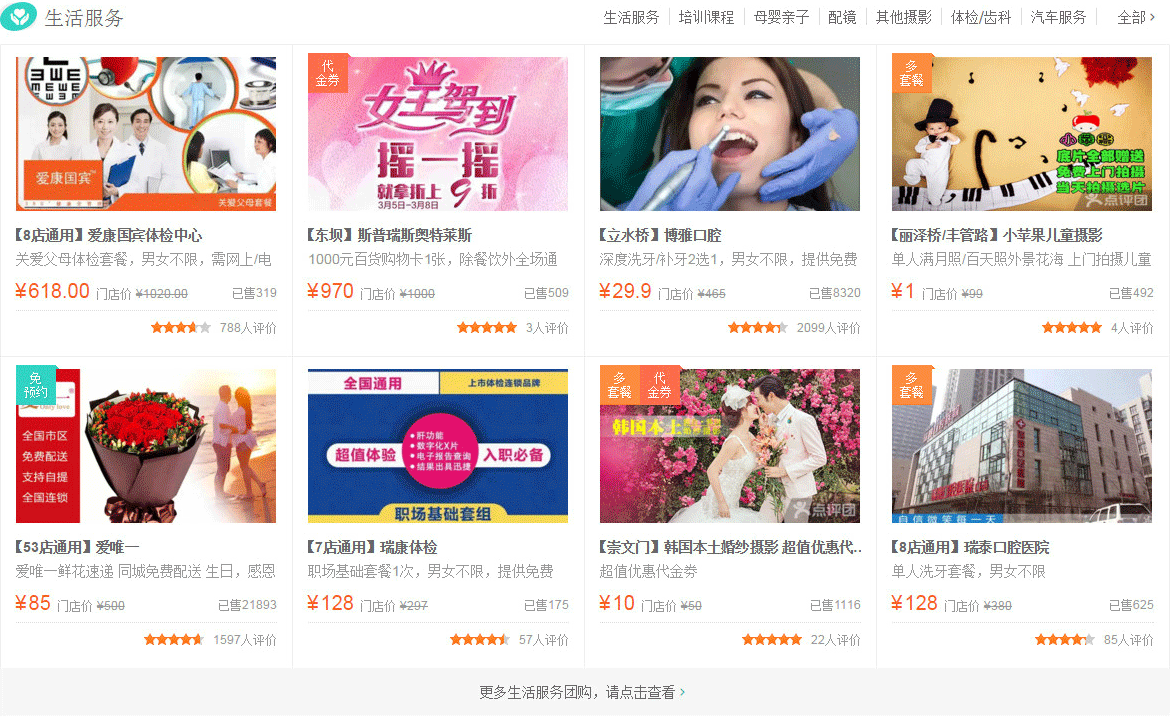 生活服务
生活服务 培训课程 母婴亲子 配镜 其他摄影 体检/齿科 汽车服务 全部 ›
爱康国宾
关爱父母套餐
【8店通用】爱康国宾体检中心
关爱父母体检套餐，男女不限，需网上/电
¥618.00 门店价 ¥1020.00 已售319
788人评价
代
金券
女王驾到
摇一摇
就拿折上9折
3月5日-3月8日
【东坝】斯普瑞斯奥特莱斯
1000元百货购物卡1张，除餐饮外全场通
¥970 门店价 ¥1000 已售509
3人评价
【立水桥】博雅口腔
深度洗牙/补牙2选1，男女不限，提供免费
¥29.9 门店价 ¥465 已售8320
2099人评价
多
套餐
小苹果
底片全部赠送
免费上门拍摄
当天拍摄选片
点评团
【丽泽桥/丰管路】小苹果儿童摄影
单人满月照/百天照外景花海 上门拍摄儿童
¥1 门店价 ¥99 已售492
4人评价
免
预约
only love
全国市区
免费配送
支持自提
全国连锁
【53店通用】爱唯一
爱唯一鲜花速递 同城免费配送 生日，感恩
¥85 门店价 ¥500 已售21893
1597人评价
全国通用 上市体检连锁品牌
超值体检
•肝功能
•数字化X片
•电子报告查询
•结果出具迅捷
入职必备
职场基础套组
【7店通用】瑞康体检
职场基础套餐1次，男女不限，提供免费
¥128 门店价 ¥297 已售175
57人评价
多
套餐
代
金券
韩国本土
点评团
【崇文门】韩国本土婚纱摄影 超值优惠代..
超值优惠代金券
¥10 门店价 ¥50 已售1116
22人评价
多
套餐
自信微笑每一天
【8店通用】瑞泰口腔医院
单人洗牙套餐，男女不限
¥128 门店价 ¥380 已售625
85人评价
更多生活服务团购，请点击查看 ›